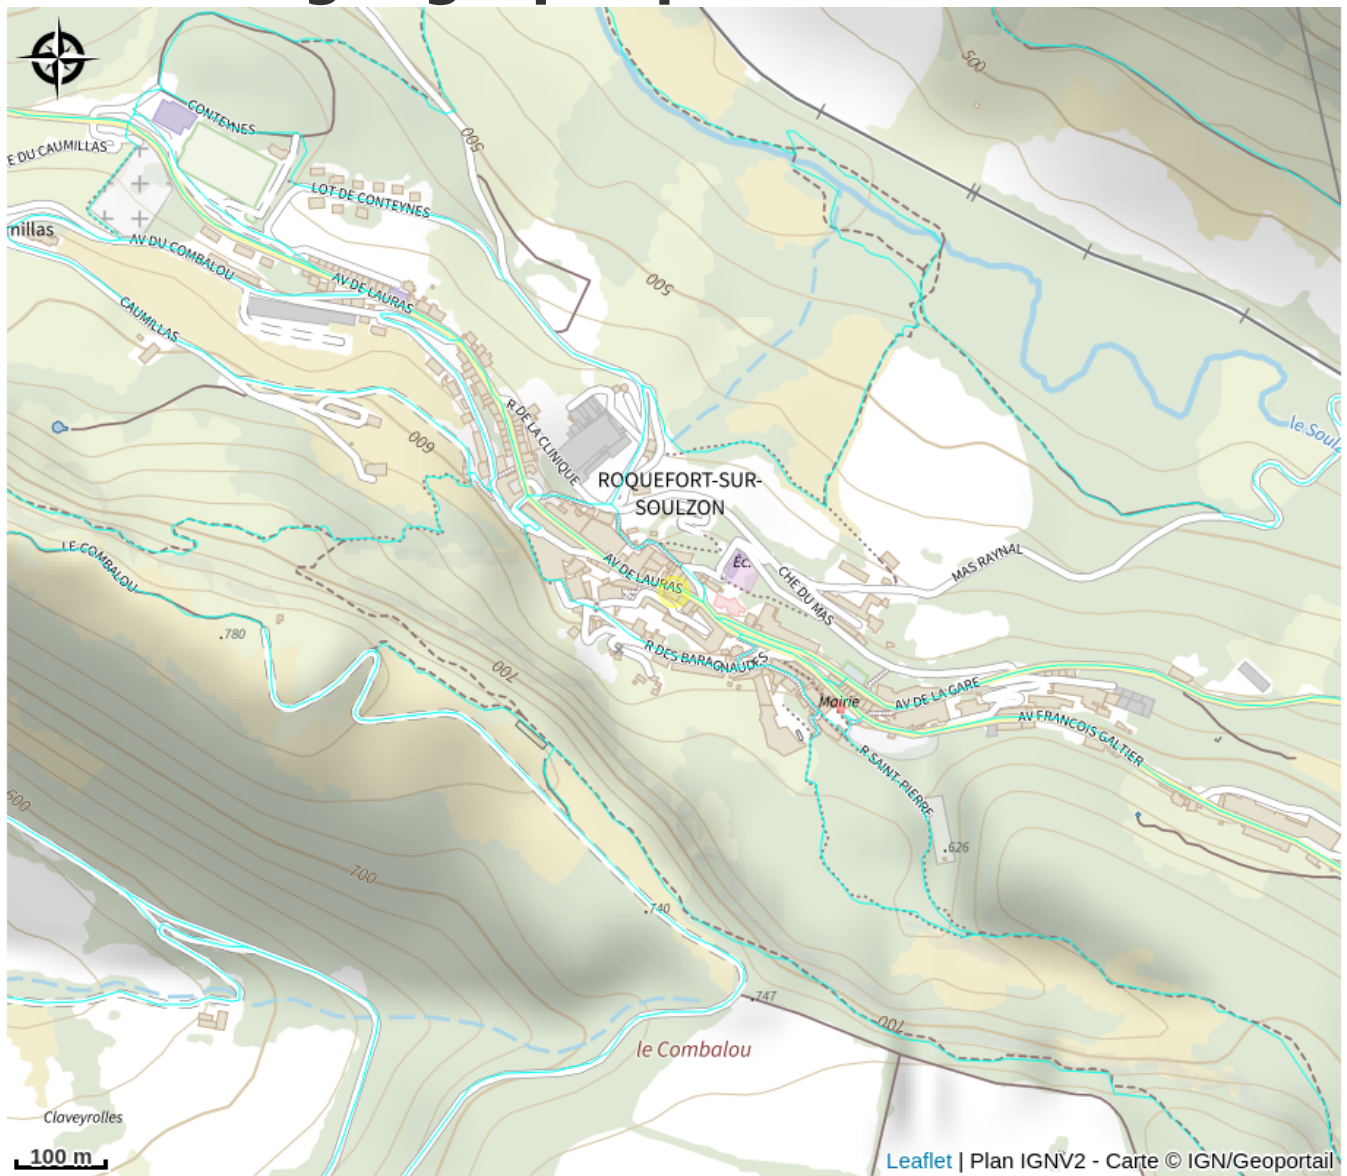 500
CONTEYNES
500
E DU CAUMILLAS
LOT DE CONTEYNES
millas
AV DU COMBALOU
AV DE LAURAS
500
CAUMILLAS
600
R DE LA CLINIQUE
le Soulz
ROQUEFORT-SUR-
SOULZON
LE COMBALOU
AV DE LAURAS
Éc.
CHE DU MAS
MAS RAYNAL
.780
R DES BARAGNAUDES
700
Mairie
AV DE LA GARE
AV FRANCOIS GALTIER
R SAINT-PIERRE
600
.626
700
.740
.747
700
le Combalou
Claveyrolles
100 m
Leaflet | Plan IGNV2 - Carte © IGN/Geoportail